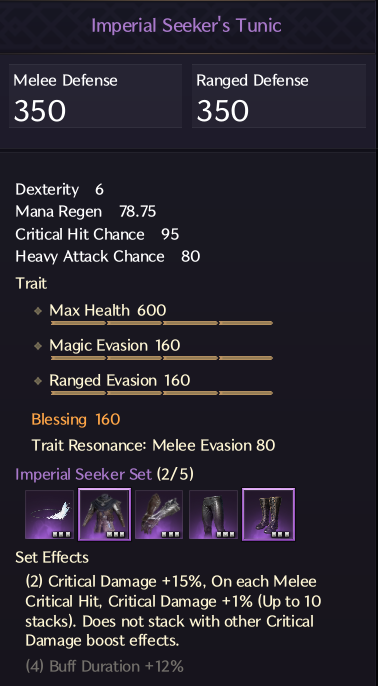 Imperial Seeker's Tunic
Melee Defense
350
Ranged Defense
350
Dexterity 6
Mana Regen 78.75
Critical Hit Chance 95
Heavy Attack Chance 80
Trait
Max Health 600
Magic Evasion 160
Ranged Evasion 160
Blessing 160
Trait Resonance: Melee Evasion 80
Imperial Seeker Set (2/5)
Set Effects
(2) Critical Damage +15%, On each Melee
Critical Hit, Critical Damage +1% (Up to 10
stacks). Does not stack with other Critical
Damage boost effects.
(4) Buff Duration +12%